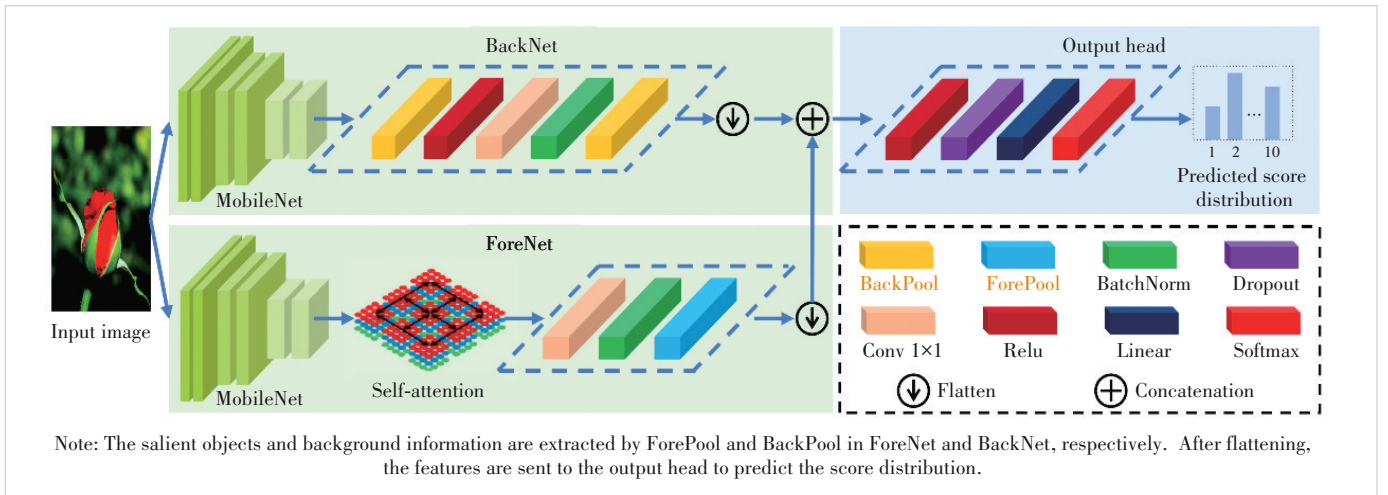 BackNet
MobileNet
Output head
1 2 ... 10
Predicted score
distribution
Input image
ForeNet
MobileNet
Self-attention
BackPool ForePool BatchNorm Dropout
Conv 1×1 Relu Linear Softmax
Flatten Concatenation
Note: The salient objects and background information are extracted by ForePool and BackPool in ForeNet and BackNet, respectively. After flattening,
the features are sent to the output head to predict the score distribution.